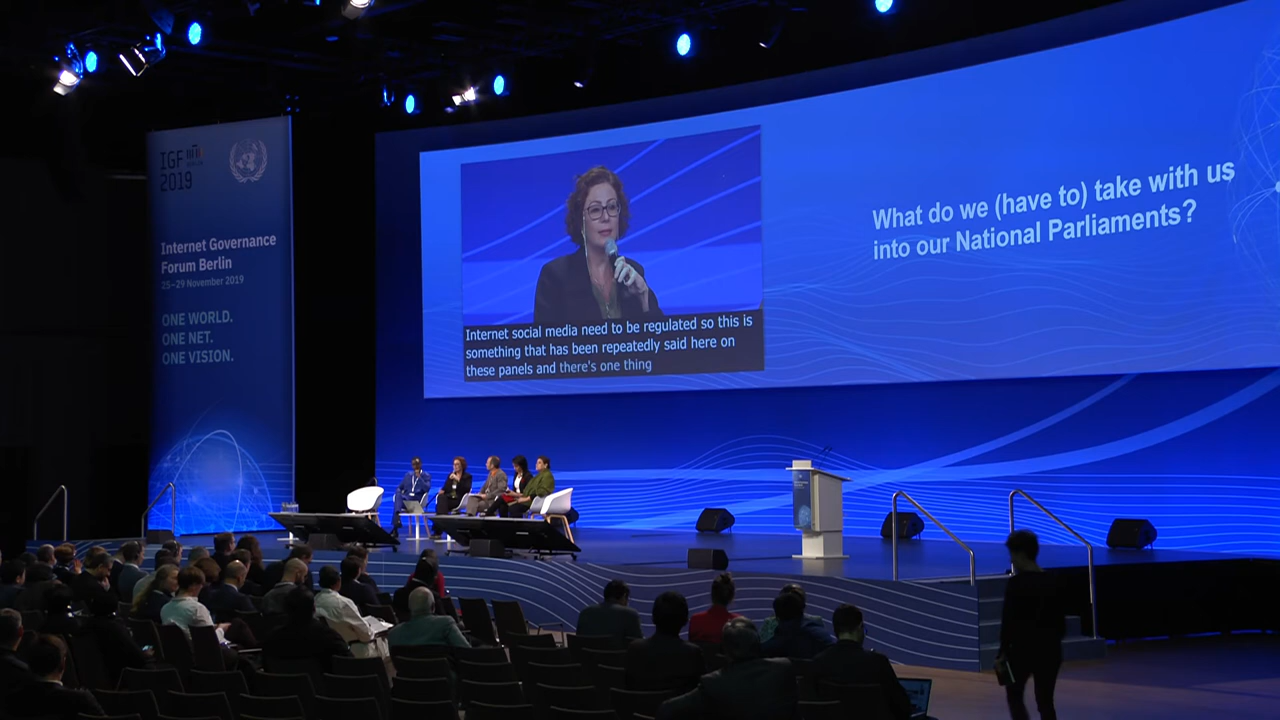 IGF
2019
Internet Governance
Forum Berlin
25–29 November 2019
ONE WORLD.
ONE NET.
ONE VISION.
Internet social media need to be regulated so this is
something that has been repeatedly said here on
these panels and there's one thing
What do we (have to) take with us
into our National Parliaments?